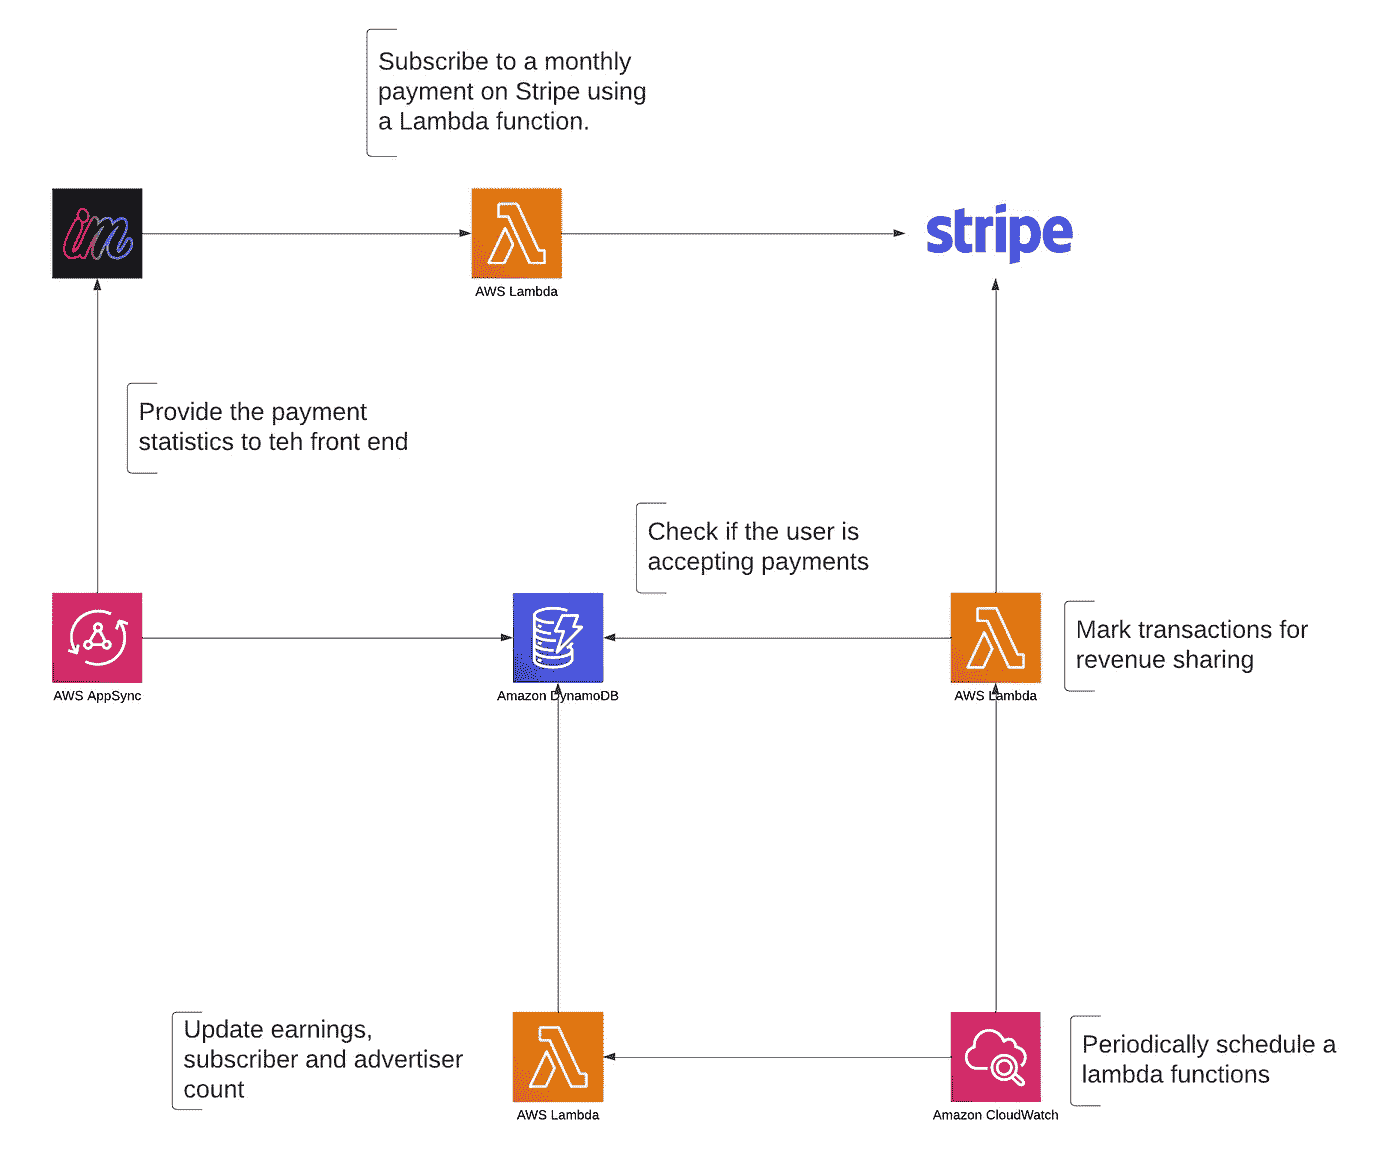 Subscribe to a monthly
payment on Stripe using
a Lambda function.
im
stripe
AWS Lambda
Provide the payment
statistics to teh front end
Check if the user is
accepting payments
Mark transactions for
revenue sharing
AWS AppSync
Amazon DynamoDB
AWS Lambda
Update earnings,
subscriber and advertiser
count
Periodically schedule a
lambda functions
AWS Lambda
Amazon CloudWatch